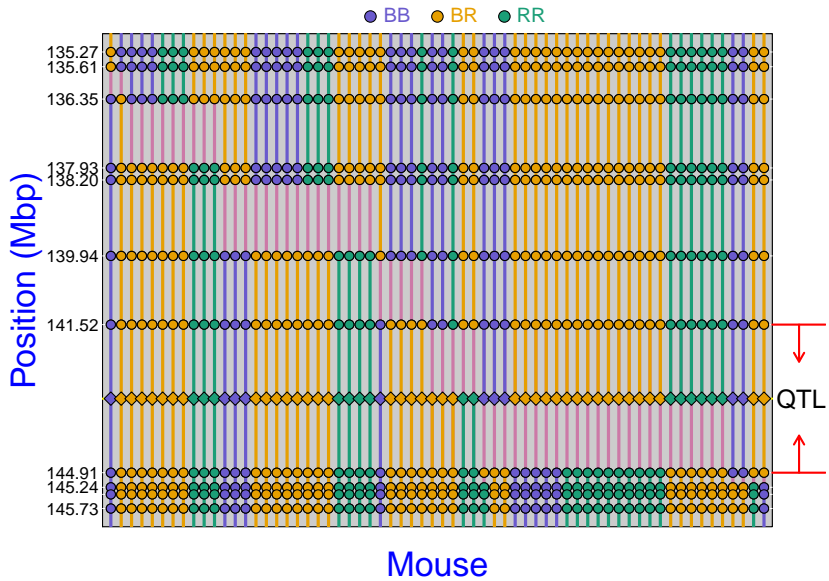 BB BR RR
135.27
135.61
136.35
137.93
138.20
139.94
141.52
QTL
144.91
145.24
145.73
Position (Mbp)
Mouse